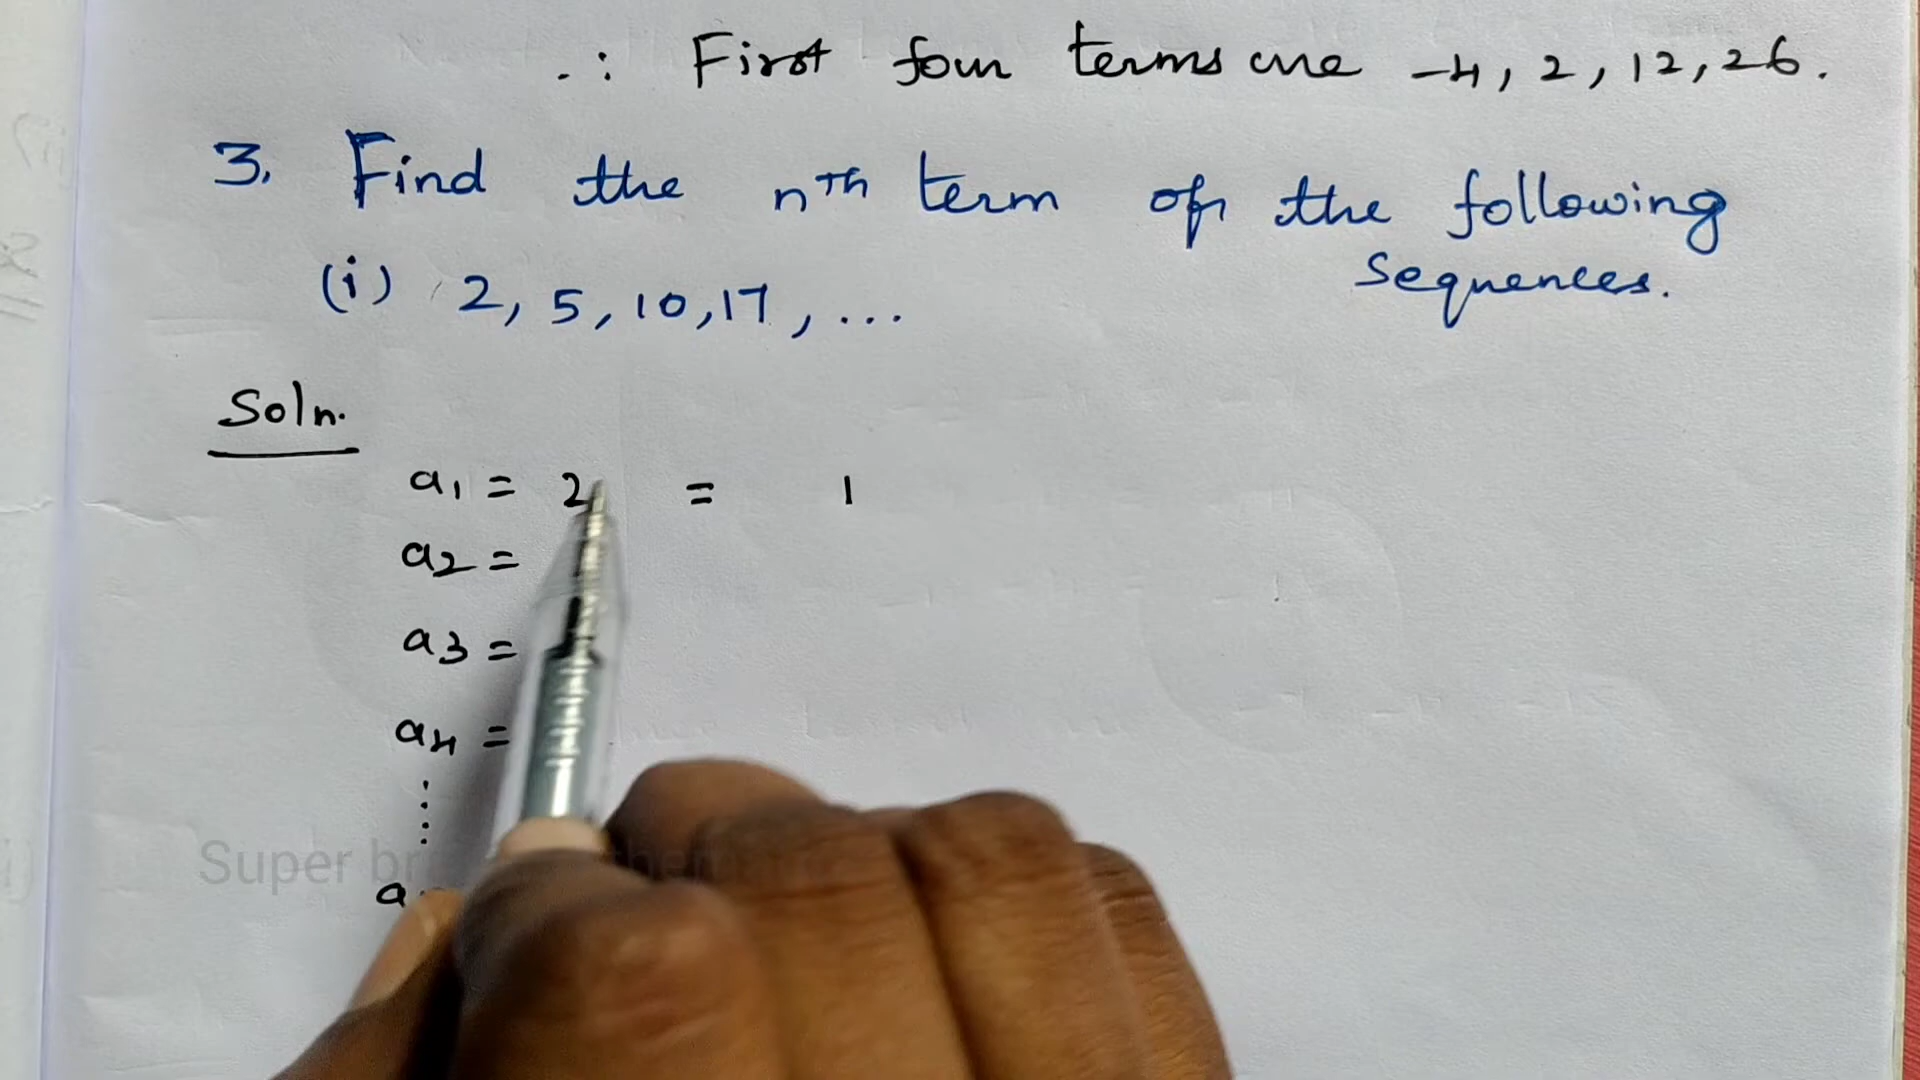 ∴ First four terms are -4, 2, 12, 26.
3. Find the nᵗʰ term of the following
sequences.
(i) 2, 5, 10, 17, ...
Soln.
a₁ = 2 = 1
a₂ =
a₃ =
a₄ =
⋮
a
Super